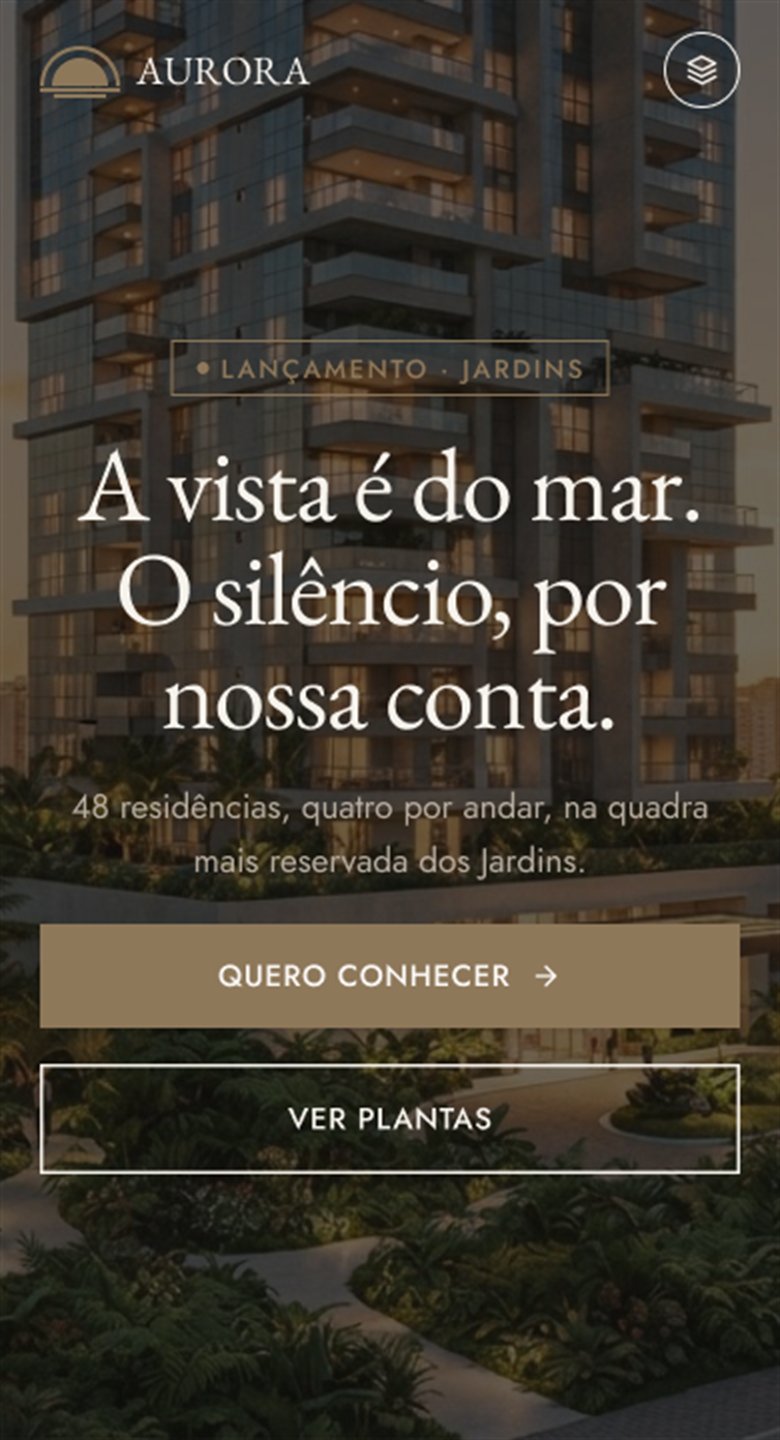 AURORA
LANÇAMENTO · JARDINS
A vista é do mar.
O silêncio, por
nossa conta.
48 residências, quatro por andar, na quadra
mais reservada dos Jardins.
QUERO CONHECER →
VER PLANTAS